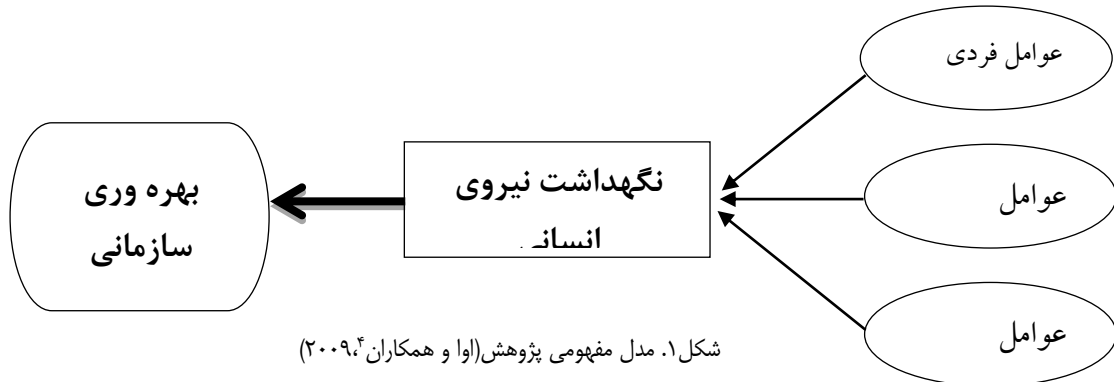 عوامل فردی
عوامل
عوامل
نگهداشت نیروی
انسانی
بهره وری
سازمانی
شکل۱. مدل مفهومی پژوهش(اوا و همکاران۴،۲۰۰۹)